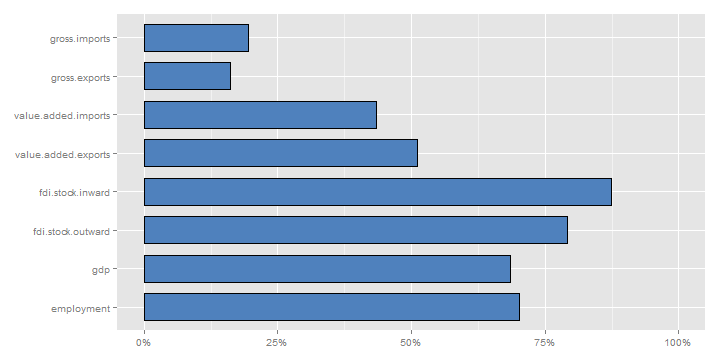 gross.imports
gross.exports
value.added.imports
value.added.exports
fdi.stock.inward
fdi.stock.outward
gdp
employment
0% 25% 50% 75% 100%